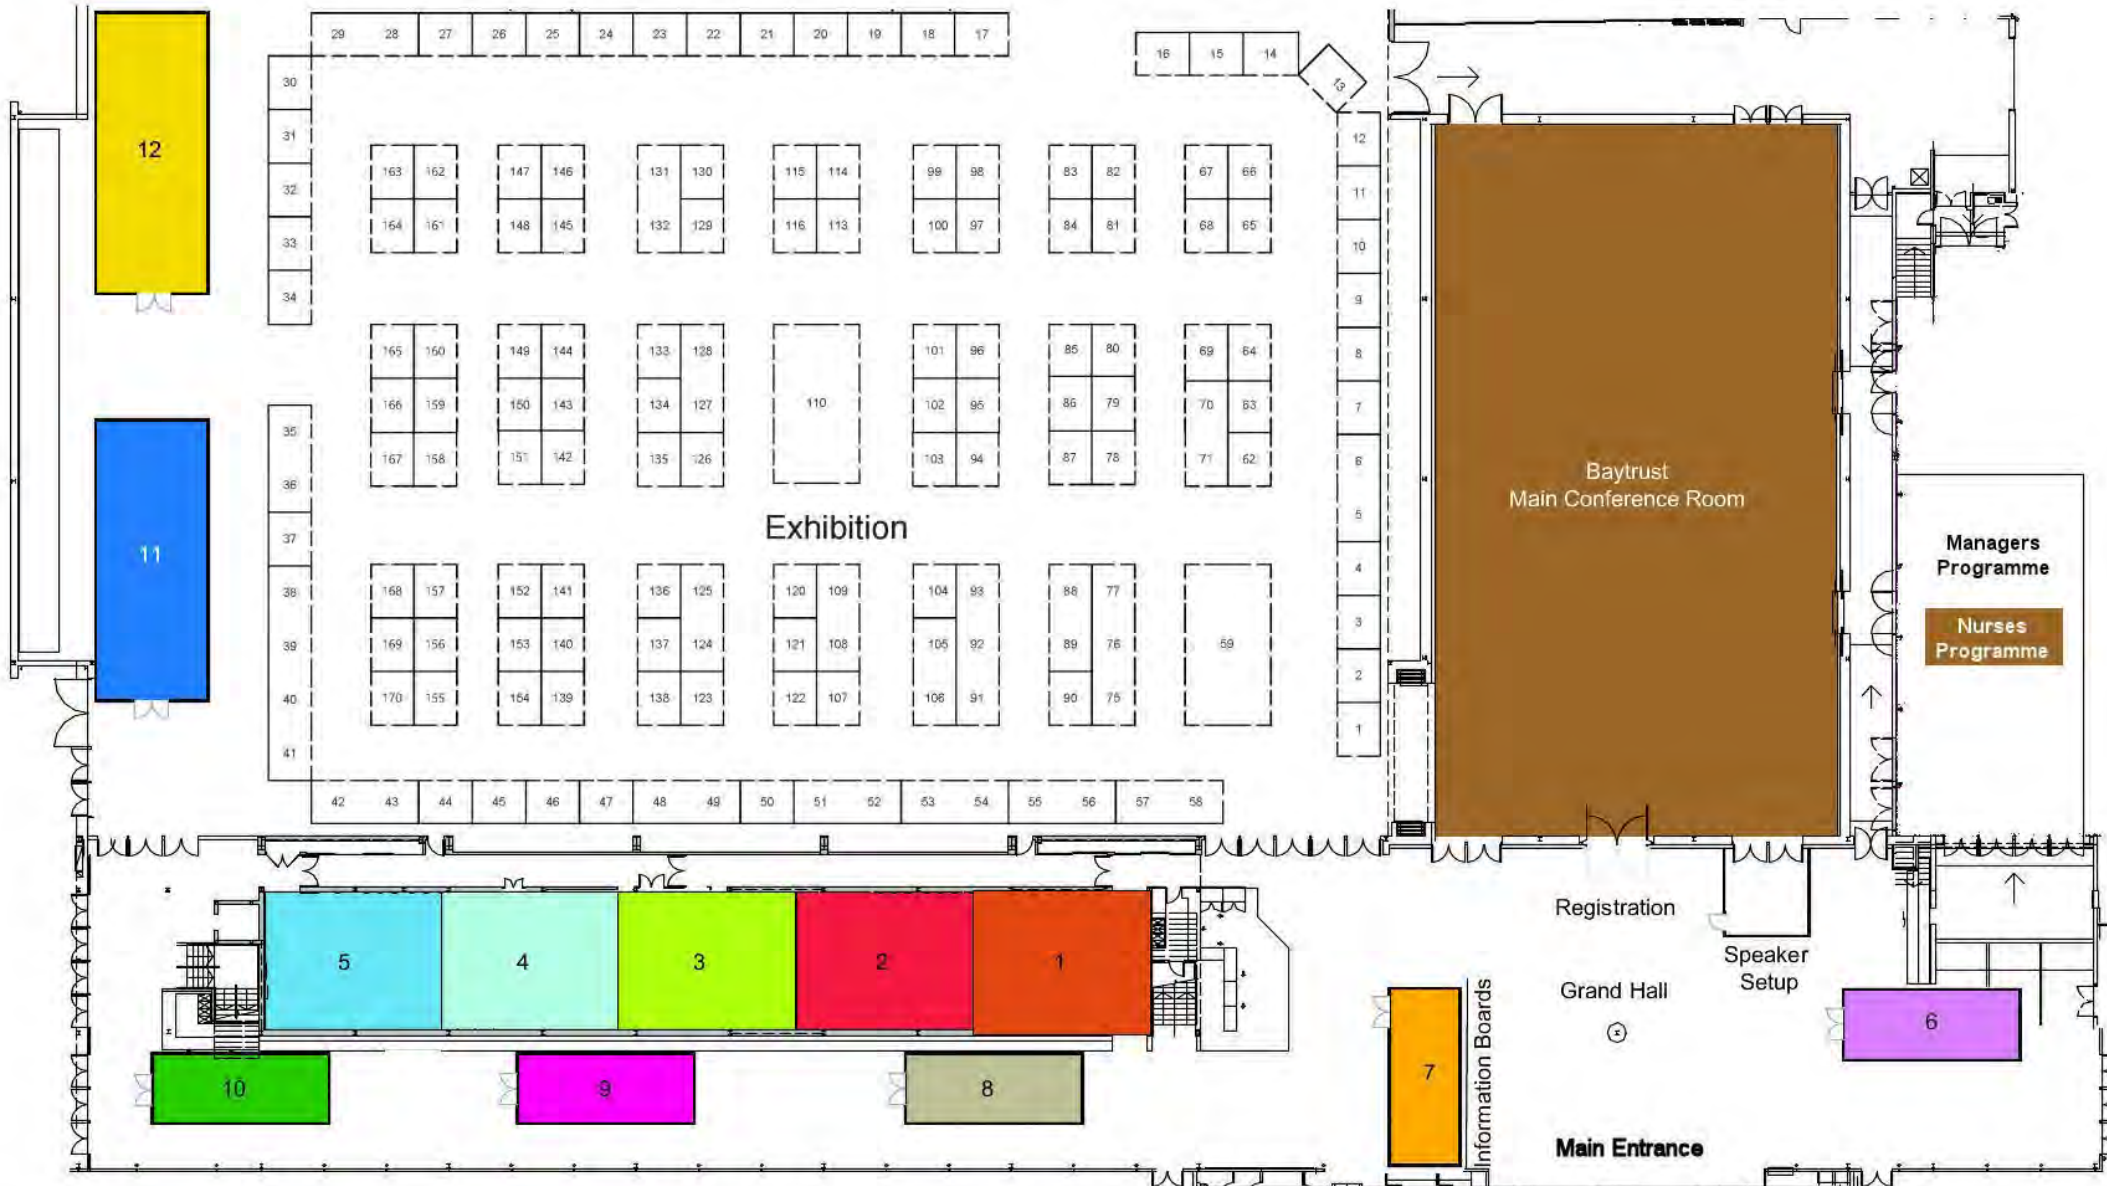 29 28 27 26 25 24 23 22 21 20 19 18 17
16 15 14
13
30
31
32
33
34
35
36
37
38
39
40
41
12
11
10
9
8
7
6
5
4
3
2
1
12
11
163 162 147 146 131 130 115 114 99 98 83 82 67 66
164 161 148 145 132 129 116 113 100 97 84 81 68 65
165 160 149 144 133 128 101 96 85 80 69 64
166 159 150 143 134 127 110 102 95 86 79 70 63
167 158 151 142 135 126 103 94 87 78 71 62
Exhibition
168 157 152 141 136 125 120 109 104 93 88 77
169 156 153 140 137 124 121 108 105 92 89 76 59
170 155 154 139 138 123 122 107 106 91 90 75
42 43 44 45 46 47 48 49 50 51 52 53 54 55 56 57 58
Baytrust
Main Conference Room
Managers
Programme
Nurses
Programme
5 4 3 2 1
10 9 8
7
6
Registration
Speaker
Setup
Grand Hall
Information Boards
Main Entrance